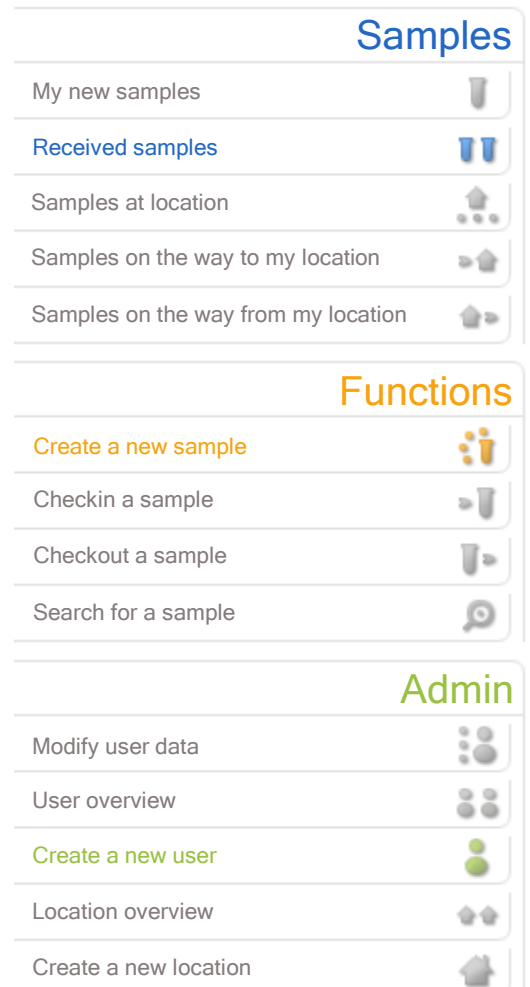 Samples
My new samples
Received samples
Samples at location
Samples on the way to my location
Samples on the way from my location
Functions
Create a new sample
Checkin a sample
Checkout a sample
Search for a sample
Admin
Modify user data
User overview
Create a new user
Location overview
Create a new location